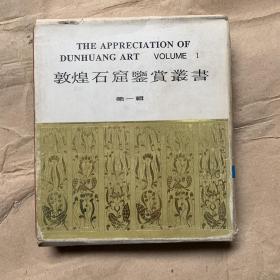 THE APPRECIATION OF
DUNHUANG ART VOLUME 1
敦煌石窟鑒賞叢書
第一輯